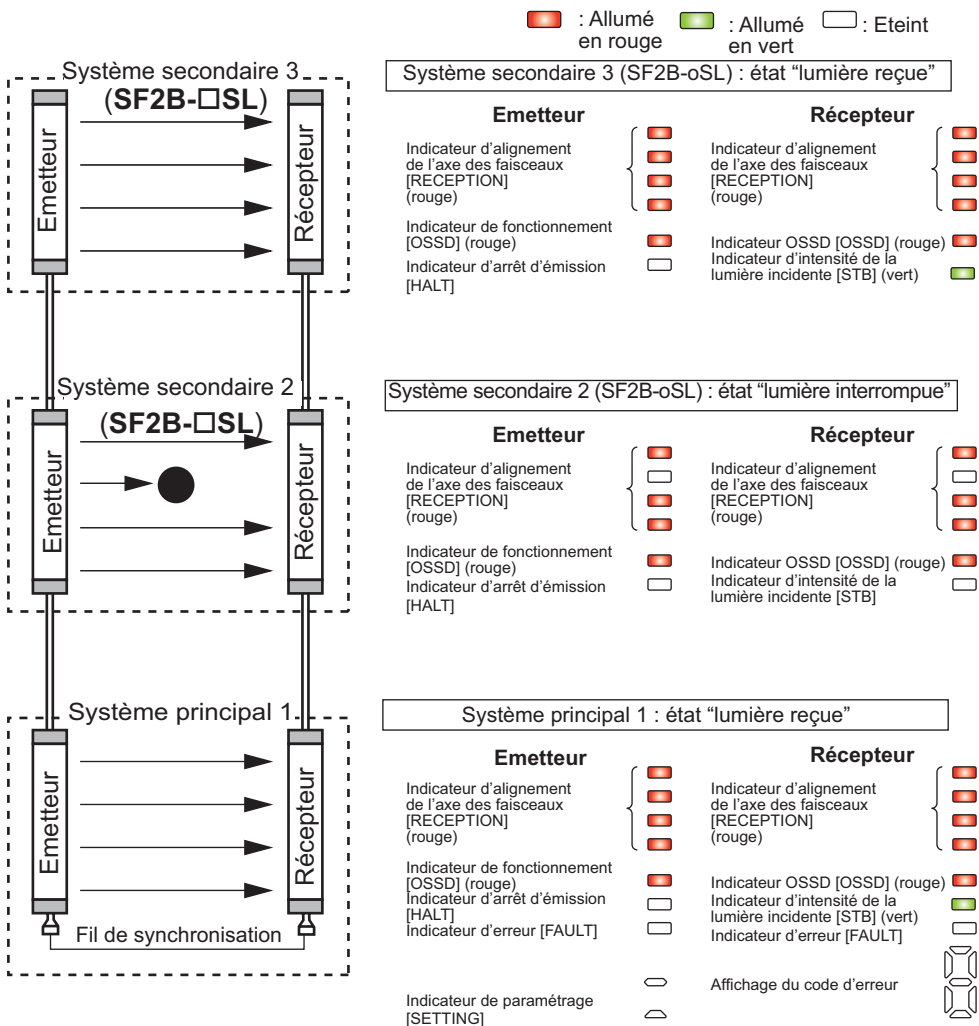 : Allumé
en rouge
: Allumé
en vert
: Eteint
Système secondaire 3
(SF2B-□SL)
Emetteur
Récepteur
Système secondaire 3 (SF2B-oSL) : état “lumière reçue”
Emetteur
Récepteur
Indicateur d’alignement
de l’axe des faisceaux
[RECEPTION]
(rouge)
Indicateur d’alignement
de l’axe des faisceaux
[RECEPTION]
(rouge)
Indicateur de fonctionnement
[OSSD] (rouge)
Indicateur d’arrêt d’émission
[HALT]
Indicateur OSSD [OSSD] (rouge)
Indicateur d’intensité de la
lumière incidente [STB] (vert)
Système secondaire 2
(SF2B-□SL)
Emetteur
Récepteur
Système secondaire 2 (SF2B-oSL) : état “lumière interrompue”
Emetteur
Récepteur
Indicateur d’alignement
de l’axe des faisceaux
[RECEPTION]
(rouge)
Indicateur d’alignement
de l’axe des faisceaux
[RECEPTION]
(rouge)
Indicateur de fonctionnement
[OSSD] (rouge)
Indicateur d’arrêt d’émission
[HALT]
Indicateur OSSD [OSSD] (rouge)
Indicateur d’intensité de la
lumière incidente [STB]
Système principal 1
Emetteur
Récepteur
Fil de synchronisation
Système principal 1 : état “lumière reçue”
Emetteur
Récepteur
Indicateur d’alignement
de l’axe des faisceaux
[RECEPTION]
(rouge)
Indicateur d’alignement
de l’axe des faisceaux
[RECEPTION]
(rouge)
Indicateur de fonctionnement
[OSSD] (rouge)
Indicateur d’arrêt d’émission
[HALT]
Indicateur d’erreur [FAULT]
Indicateur OSSD [OSSD] (rouge)
Indicateur d’intensité de la
lumière incidente [STB] (vert)
Indicateur d’erreur [FAULT]
Affichage du code d’erreur
Indicateur de paramétrage
[SETTING]